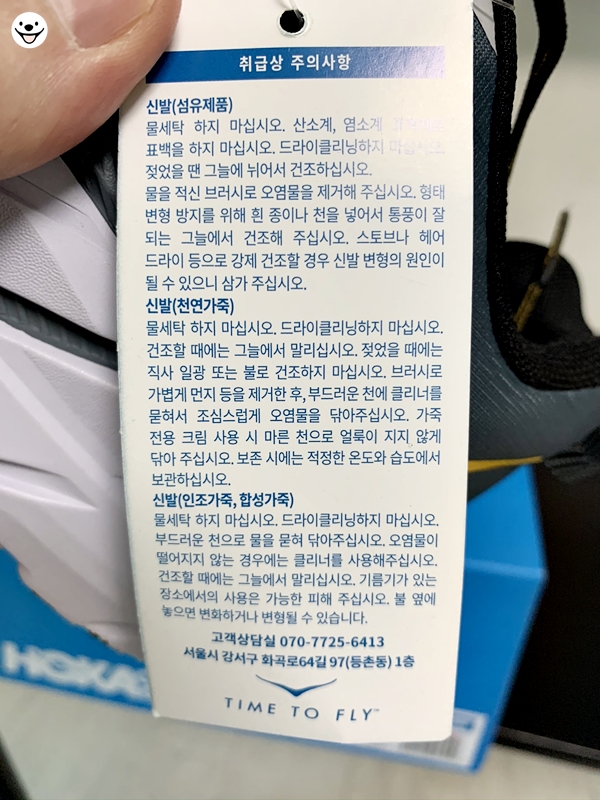 취급상 주의사항
신발(섬유제품)
물세탁 하지 마십시오. 산소계, 염소계
표백을 하지 마십시오. 드라이클리닝하지 마십시오.
젖었을 땐 그늘에 뉘어서 건조하십시오.
물을 적신 브러시로 오염물을 제거해 주십시오. 형태
변형 방지를 위해 흰 종이나 천을 넣어서 통풍이 잘
되는 그늘에서 건조해 주십시오. 스토브나 헤어
드라이 등으로 강제 건조할 경우 신발 변형의 원인이
될 수 있으니 삼가 주십시오.
신발(천연가죽)
물세탁 하지 마십시오. 드라이클리닝하지 마십시오.
건조할 때에는 그늘에서 말리십시오. 젖었을 때에는
직사 일광 또는 불로 건조하지 마십시오. 브러시로
가볍게 먼지 등을 제거한 후, 부드러운 천에 클리너를
묻혀서 조심스럽게 오염물을 닦아주십시오. 가죽
전용 크림 사용 시 마른 천으로 얼룩이 지지 않게
닦아 주십시오. 보존 시에는 적정한 온도와 습도에서
보관하십시오.
신발(인조가죽, 합성가죽)
물세탁 하지 마십시오. 드라이클리닝하지 마십시오.
부드러운 천으로 물을 묻혀 닦아주십시오. 오염물이
떨어지지 않는 경우에는 클리너를 사용해주십시오.
건조할 때에는 그늘에서 말리십시오. 기름기가 있는
장소에서의 사용은 가능한 피해 주십시오. 불 옆에
놓으면 변화하거나 변형될 수 있습니다.
고객상담실 070-7725-6413
서울시 강서구 화곡로64길 97(등촌동) 1층
TIME TO FLY™
HOKA